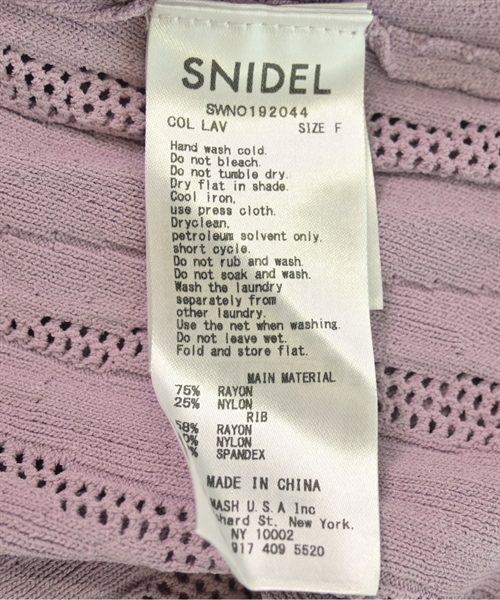 SNIDEL
SWNO192044
COL LAV SIZE F
Hand wash cold.
Do not bleach.
Do not tumble dry.
Dry flat in shade.
Cool iron,
use press cloth.
Dryclean,
petroleum solvent only.
short cycle.
Do not rub and wash.
Do not soak and wash.
Wash the laundry
separately from
other laundry.
Use the net when washing.
Do not leave wet.
Fold and store flat.
MAIN MATERIAL
75% RAYON
25% NYLON
RIB
58% RAYON
NYLON
SPANDEX
MADE IN CHINA
MASH U.S.A Inc
St. New York.
NY 10002
917 409 5520